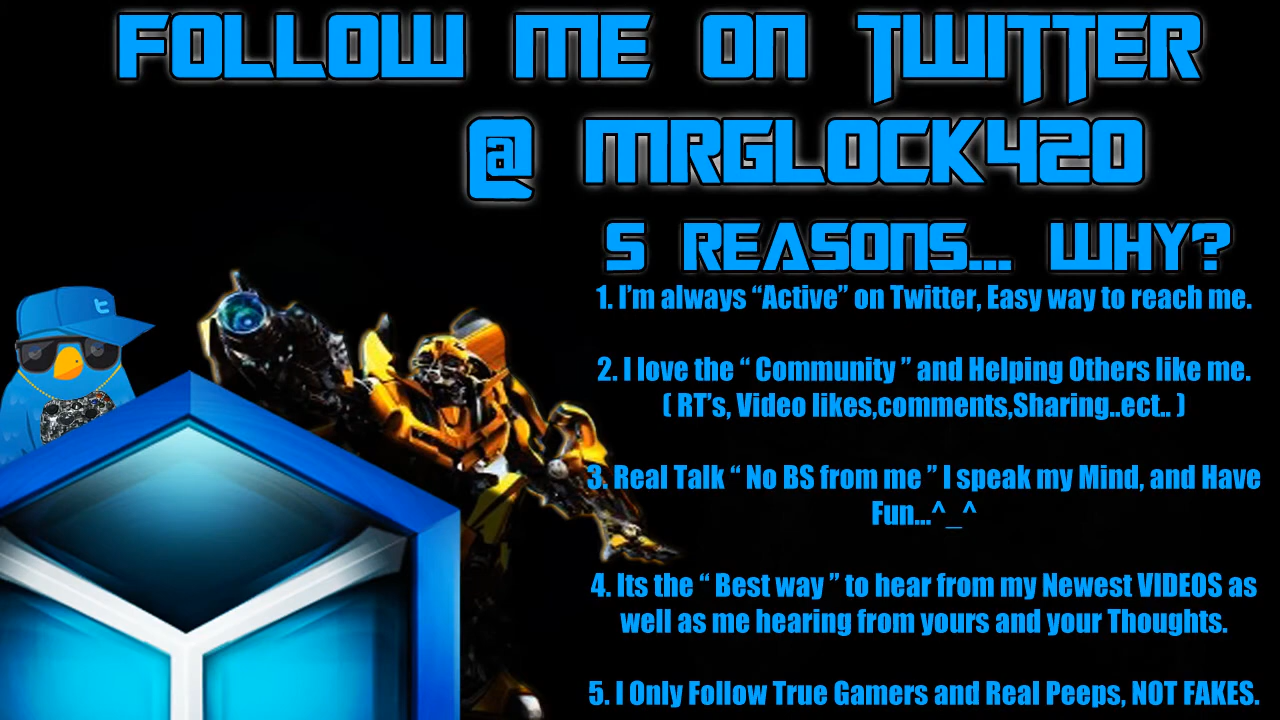 FOLLOW ME ON TWITTER
@ MRGLOCK420
5 REASONS... WHY?
1. I'm always “Active” on Twitter, Easy way to reach me.
2. I love the “ Community ” and Helping Others like me.
( RT's, Video likes,comments,Sharing..ect.. )
3. Real Talk “ No BS from me ” I speak my Mind, and Have
Fun...^_^
4. Its the “ Best way ” to hear from my Newest VIDEOS as
well as me hearing from yours and your Thoughts.
5. I Only Follow True Gamers and Real Peeps, NOT FAKES.